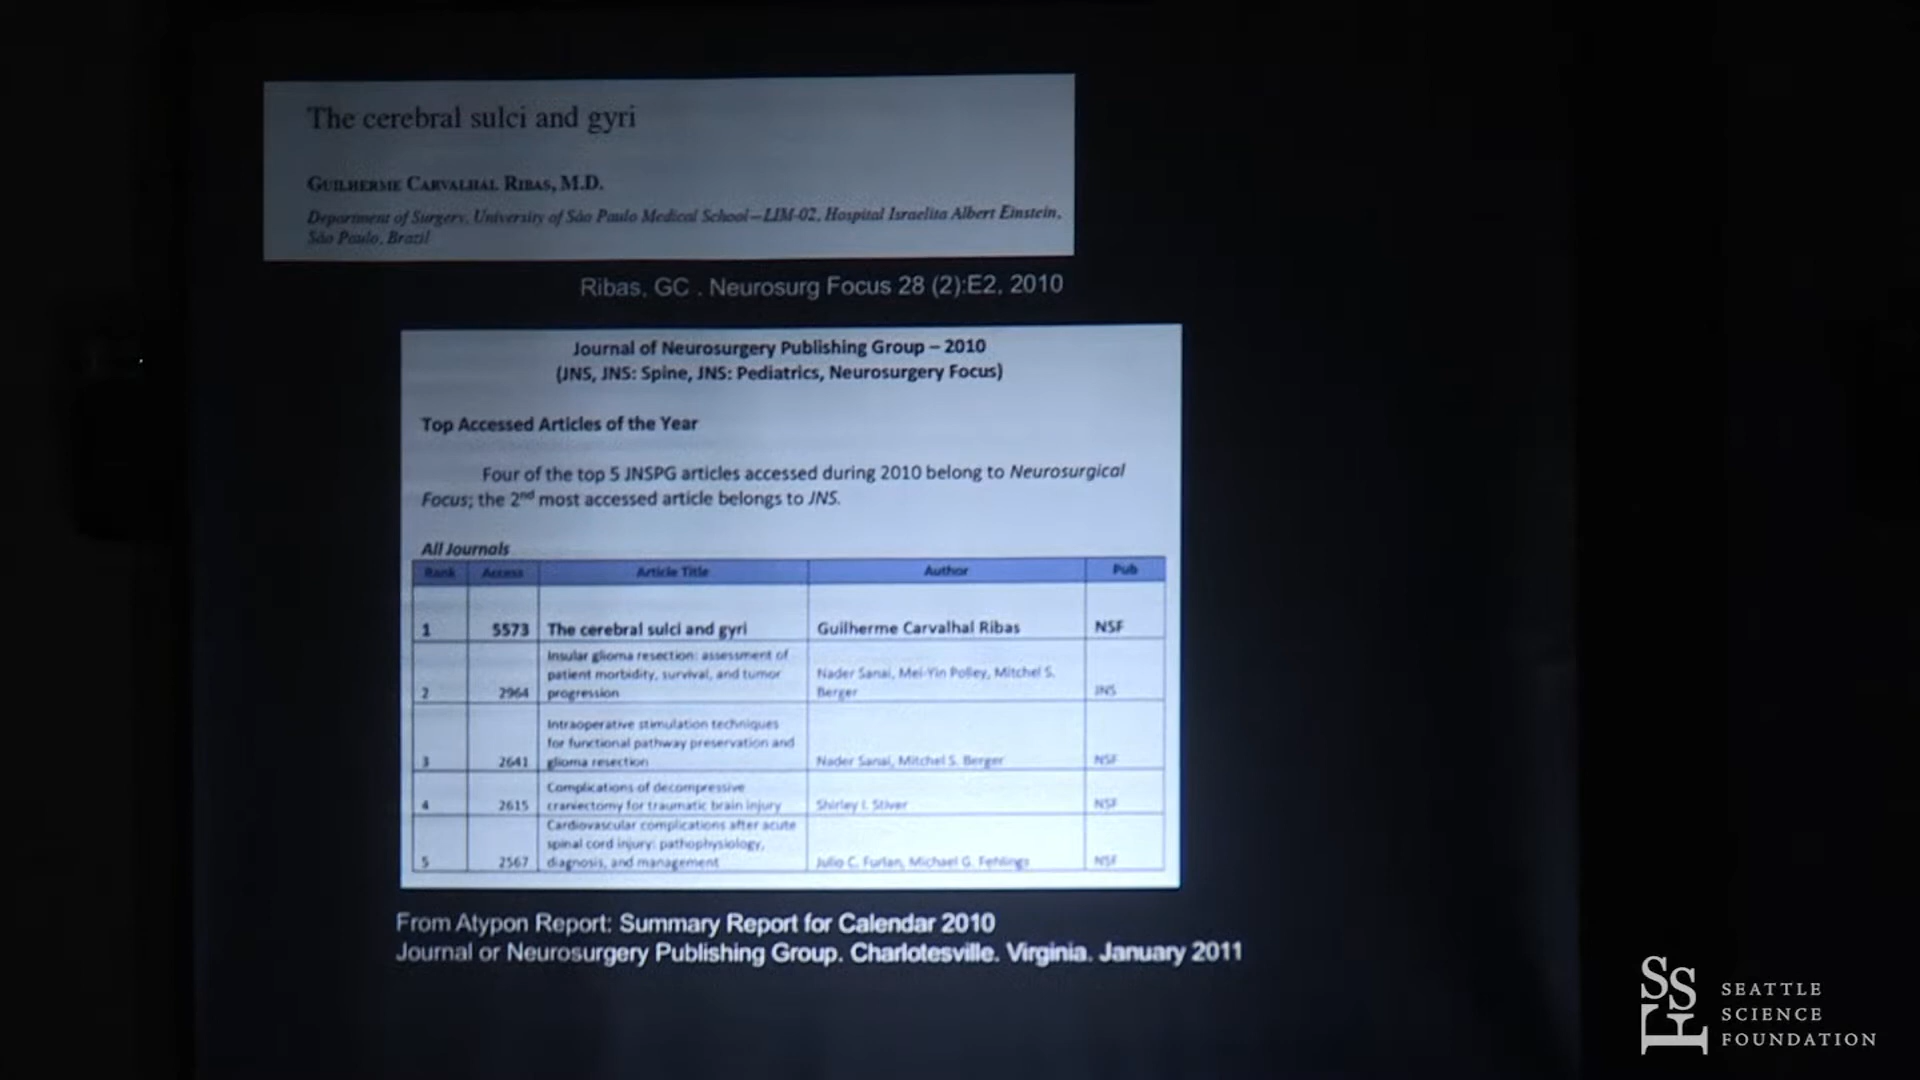 The cerebral sulci and gyri
GUILHERME CARVALHAL RIBAS, M.D.
Department of Surgery, University of São Paulo Medical School—LIM-02, Hospital Israelita Albert Einstein,
São Paulo, Brazil
Ribas, GC . Neurosurg Focus 28 (2):E2, 2010
Journal of Neurosurgery Publishing Group – 2010
(JNS, JNS: Spine, JNS: Pediatrics, Neurosurgery Focus)
Top Accessed Articles of the Year
Four of the top 5 JNSPG articles accessed during 2010 belong to Neurosurgical
Focus; the 2nd most accessed article belongs to JNS.
All Journals
Rank Access Article Title Author Pub
1 5573 The cerebral sulci and gyri Guilherme Carvalhal Ribas NSF
Insular glioma resection: assessment of
patient morbidity, survival, and tumor
progression
2 2964 Nader Sanai, Mei-Yin Polley, Mitchel S.
Berger JNS
Intraoperative stimulation techniques
for functional pathway preservation and
3 2641 glioma resection Nader Sanai, Mitchel S. Berger NSF
Complications of decompressive
4 2615 craniectomy for traumatic brain injury Shirley I. Stiver NSF
Cardiovascular complications after acute
spinal cord injury: pathophysiology,
5 2567 diagnosis, and management Julio C. Furlan, Michael G. Fehlings NSF
From Atypon Report: Summary Report for Calendar 2010
Journal or Neurosurgery Publishing Group. Charlotesville. Virginia. January 2011
SSF
SEATTLE
SCIENCE
FOUNDATION